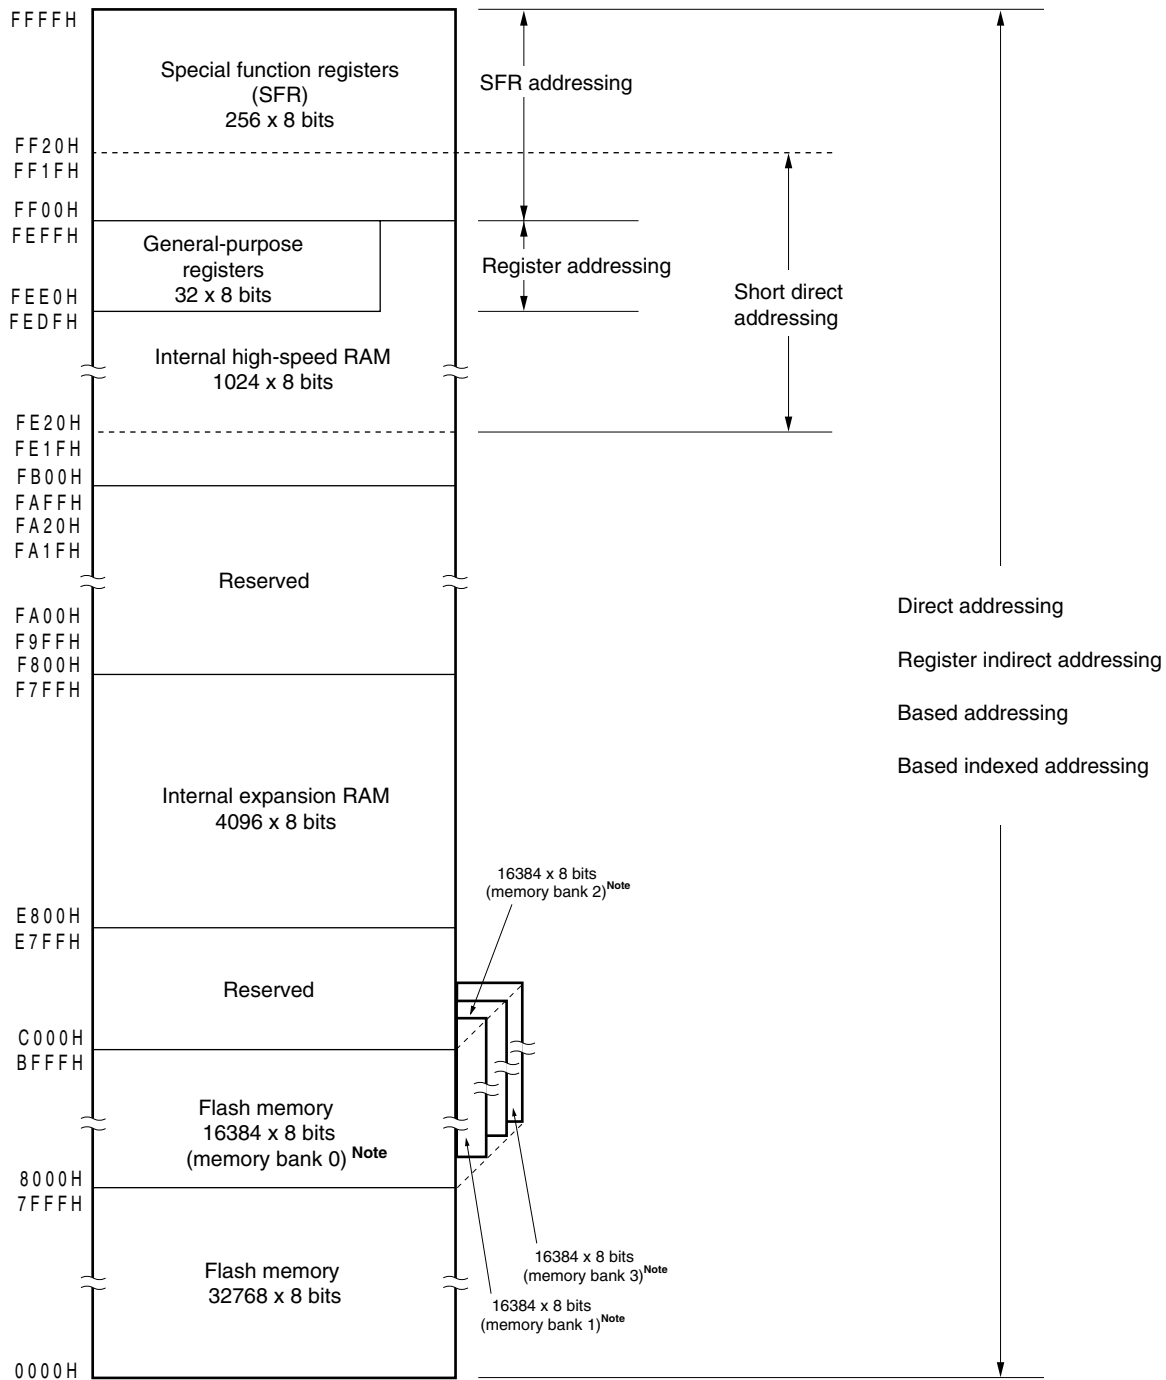 FFFFH
Special function registers
(SFR)
256 x 8 bits
SFR addressing
FF20H
FF1FH
FF00H
FEFFH
General-purpose
registers
32 x 8 bits
Register addressing
Short direct
addressing
FEE0H
FEDFH
Internal high-speed RAM
1024 x 8 bits
FE20H
FE1FH
FB00H
FAFFH
FA20H
FA1FH
Reserved
FA00H
F9FFH
F800H
F7FFH
Direct addressing
Register indirect addressing
Based addressing
Based indexed addressing
Internal expansion RAM
4096 x 8 bits
16384 x 8 bits
(memory bank 2)Note
E800H
E7FFH
Reserved
C000H
BFFFH
Flash memory
16384 x 8 bits
(memory bank 0) Note
8000H
7FFFH
16384 x 8 bits
(memory bank 3)Note
16384 x 8 bits
(memory bank 1)Note
Flash memory
32768 x 8 bits
0000H